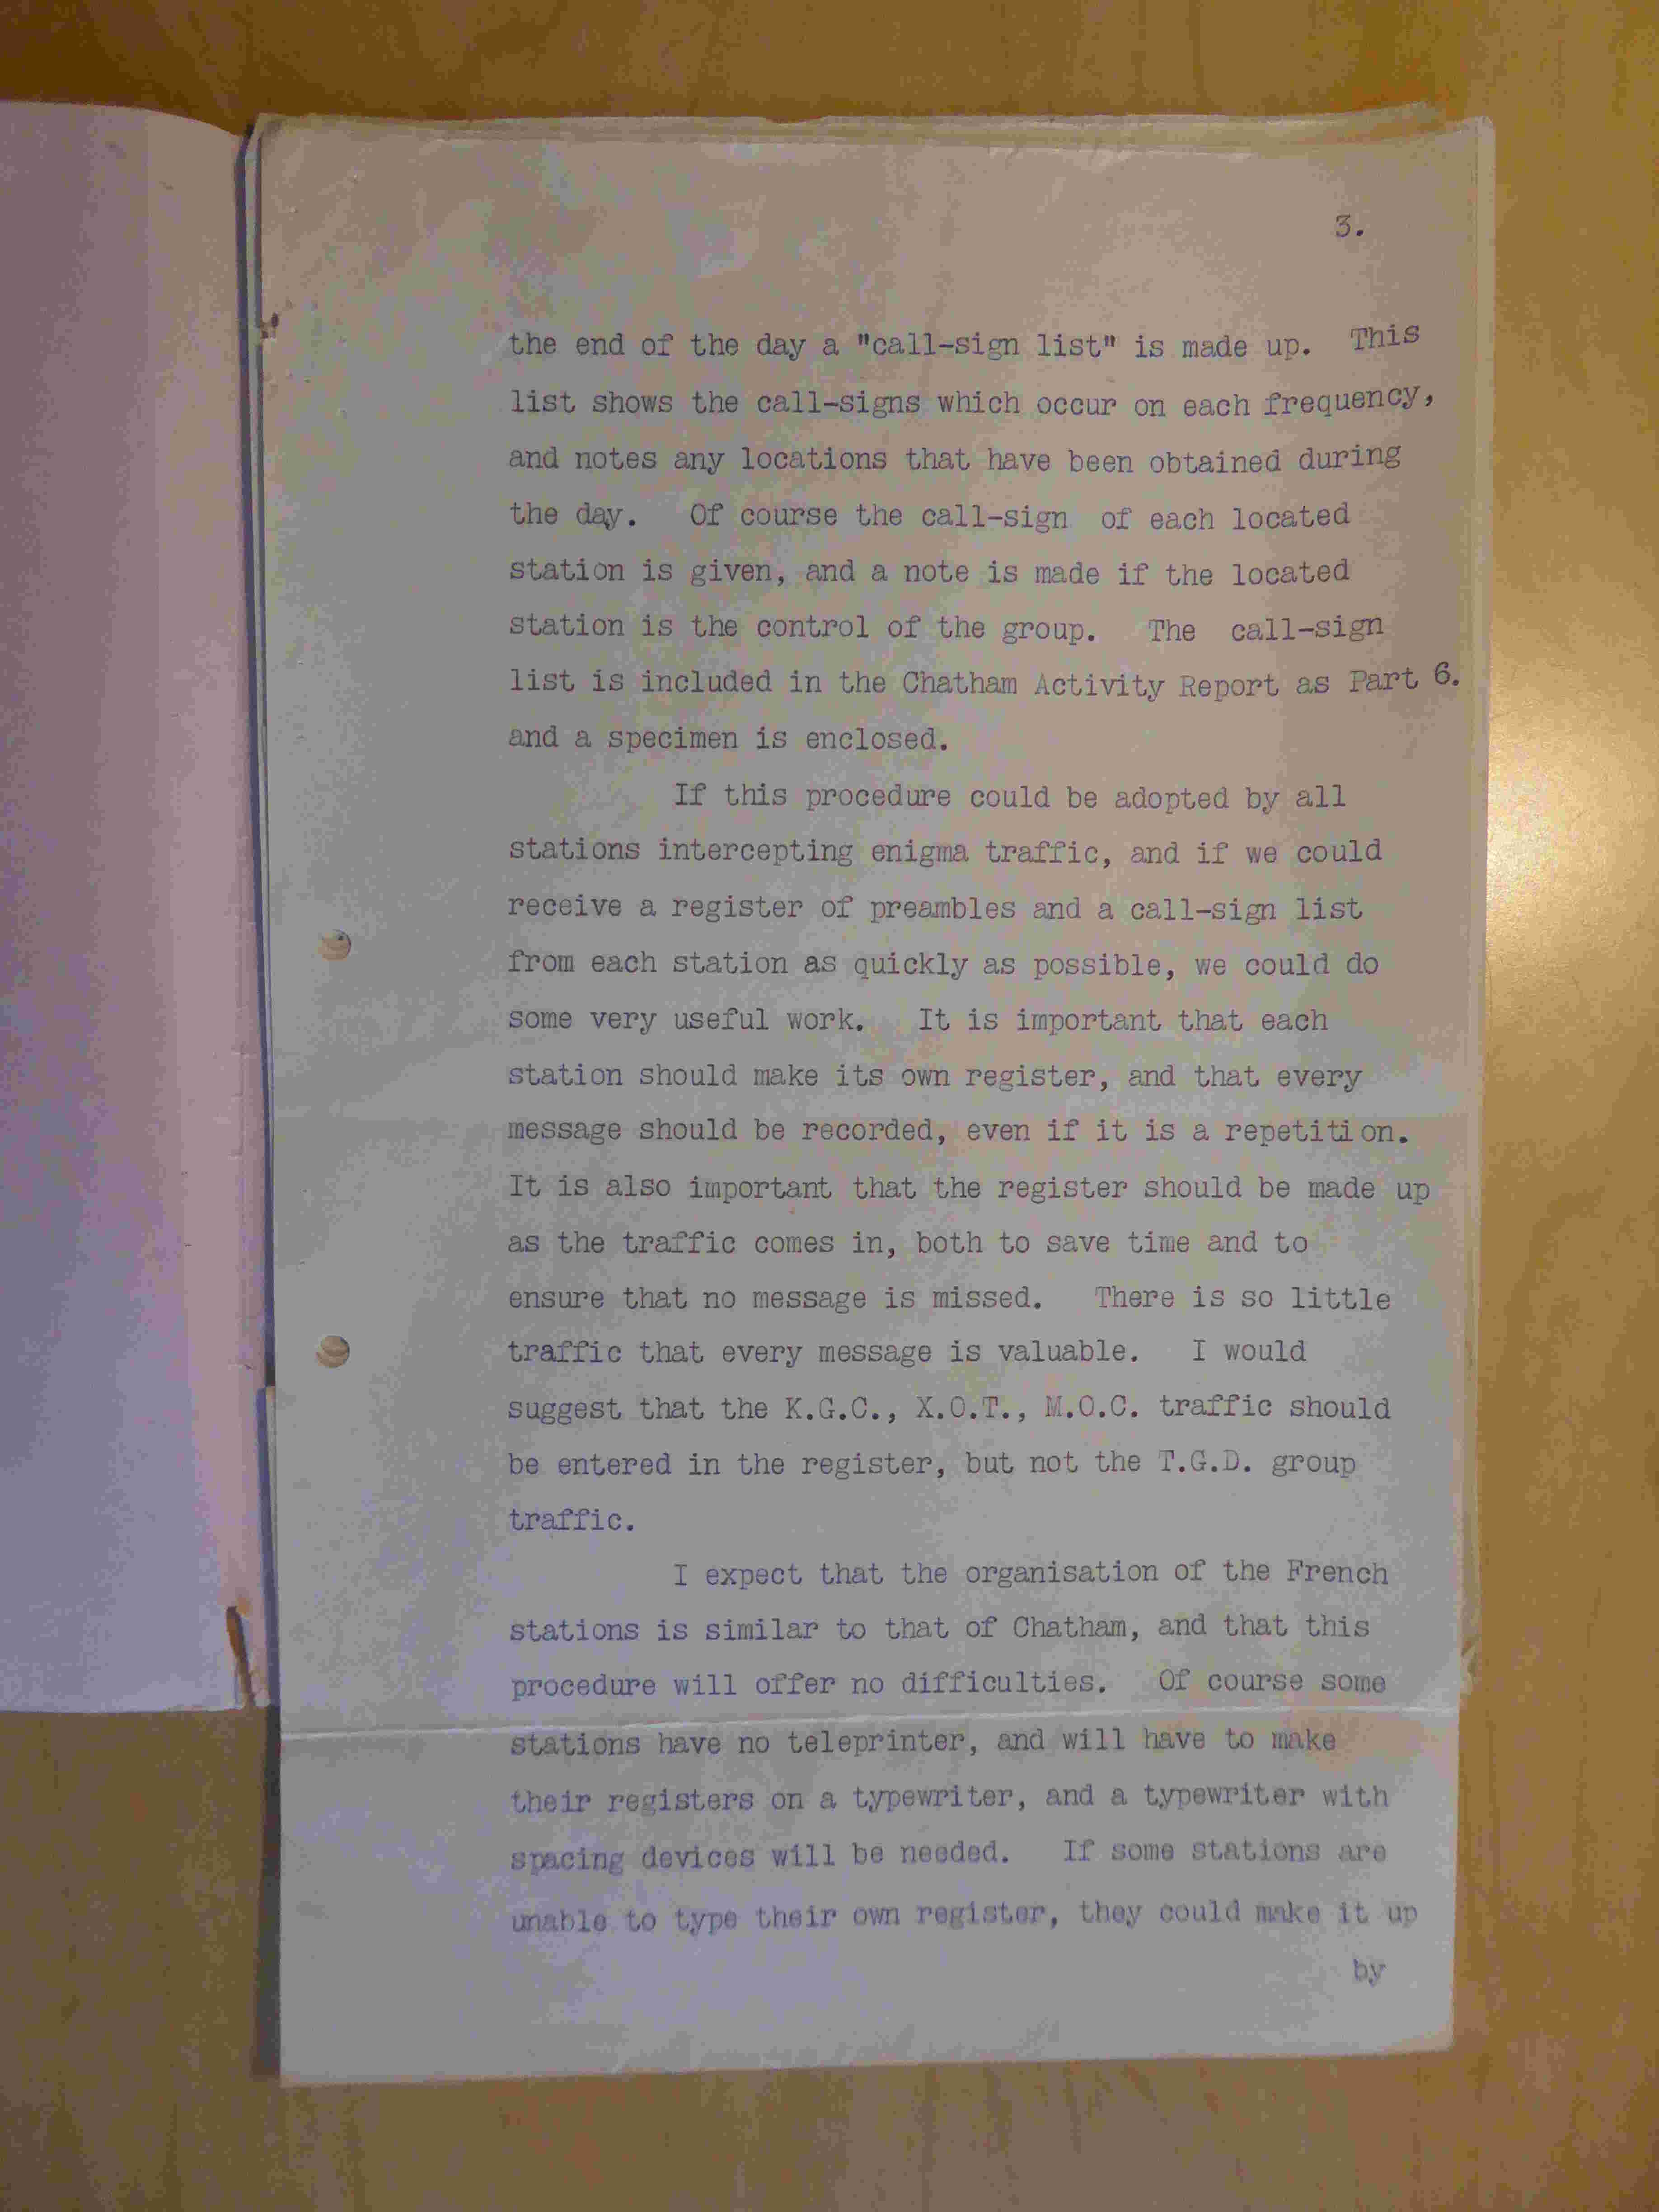 3.
the end of the day a "call-sign list" is made up. This
list shows the call-signs which occur on each frequency,
and notes any locations that have been obtained during
the day. Of course the call-sign of each located
station is given, and a note is made if the located
station is the control of the group. The call-sign
list is included in the Chatham Activity Report as Part 6.
and a specimen is enclosed.
If this procedure could be adopted by all
stations intercepting enigma traffic, and if we could
receive a register of preambles and a call-sign list
from each station as quickly as possible, we could do
some very useful work. It is important that each
station should make its own register, and that every
message should be recorded, even if it is a repetition.
It is also important that the register should be made up
as the traffic comes in, both to save time and to
ensure that no message is missed. There is so little
traffic that every message is valuable. I would
suggest that the K.G.C., X.O.T., M.O.C. traffic should
be entered in the register, but not the T.G.D. group
traffic.
I expect that the organisation of the French
stations is similar to that of Chatham, and that this
procedure will offer no difficulties. Of course some
stations have no teleprinter, and will have to make
their registers on a typewriter, and a typewriter with
spacing devices will be needed. If some stations are
unable to type their own register, they could make it up
by